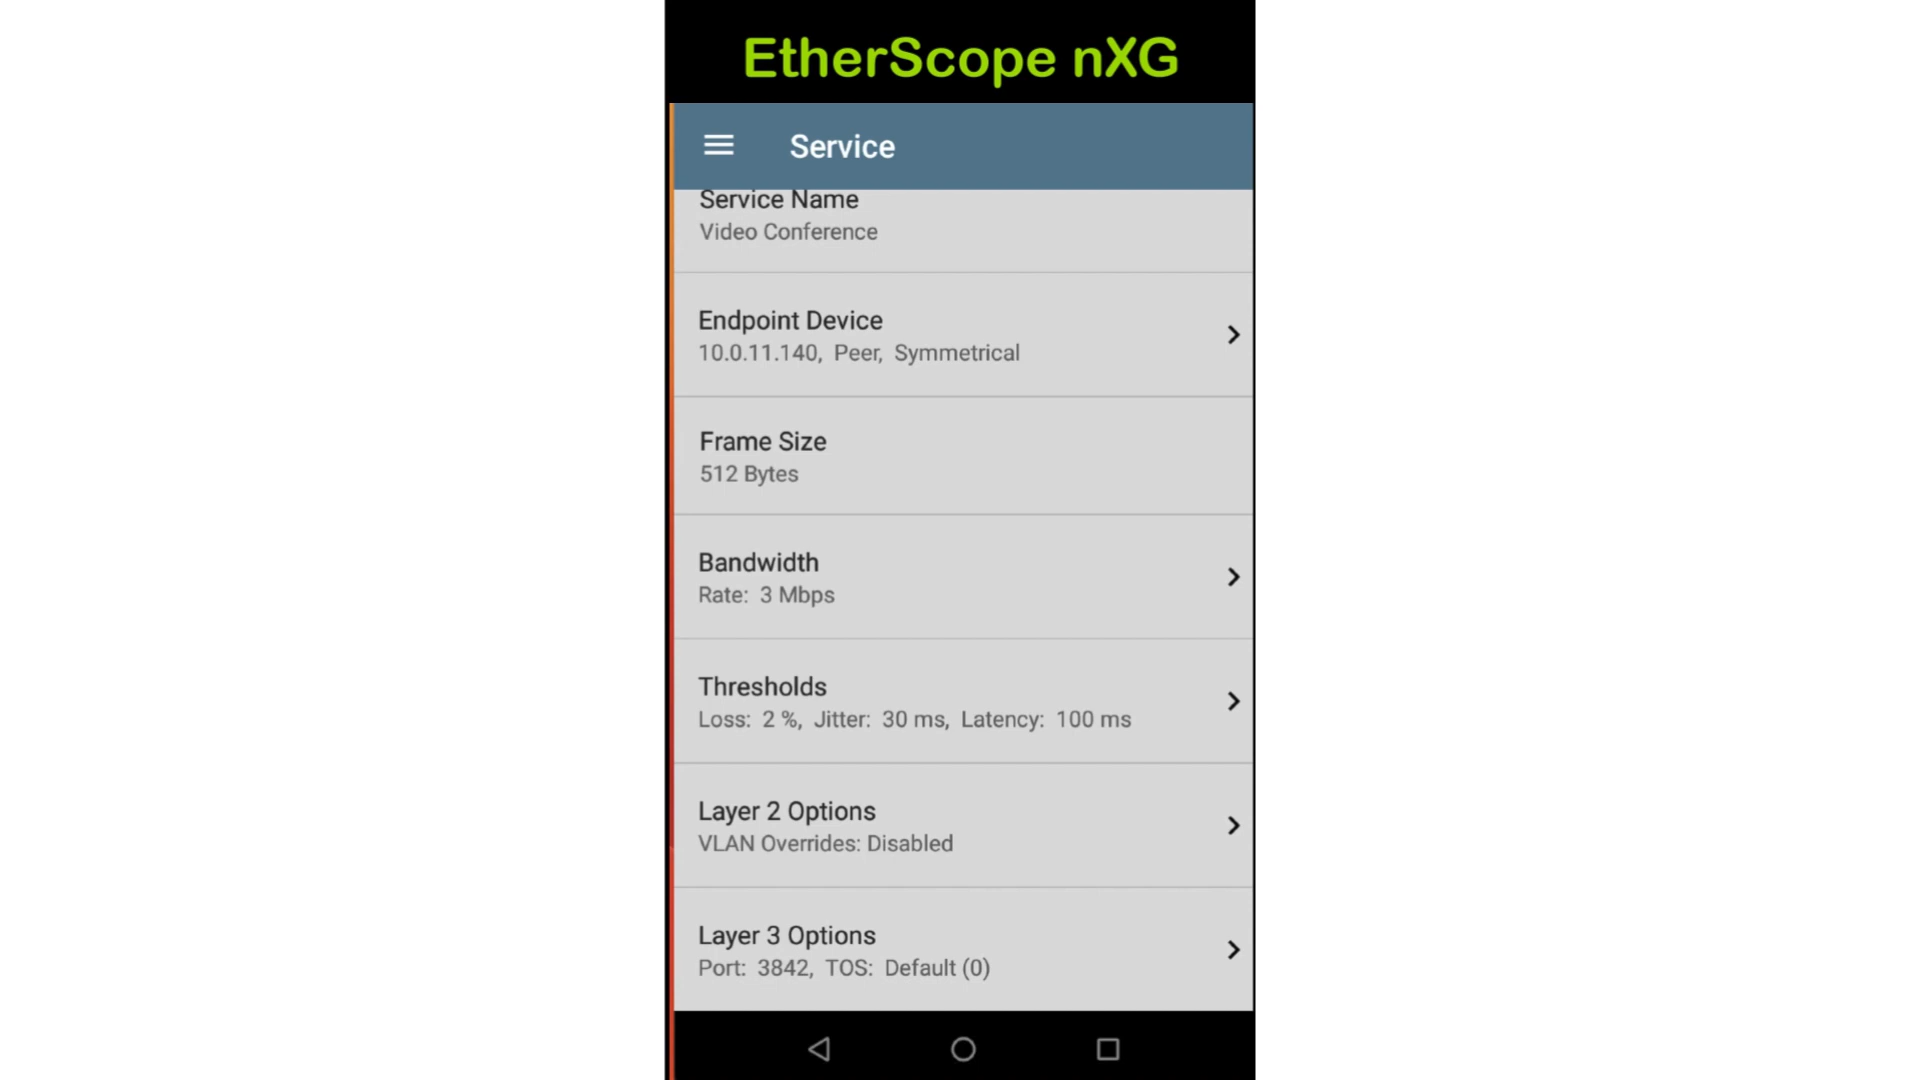 EtherScope nXG
Service
Service Name
Video Conference
Endpoint Device
10.0.11.140, Peer, Symmetrical
Frame Size
512 Bytes
Bandwidth
Rate: 3 Mbps
Thresholds
Loss: 2 %, Jitter: 30 ms, Latency: 100 ms
Layer 2 Options
VLAN Overrides: Disabled
Layer 3 Options
Port: 3842, TOS: Default (0)